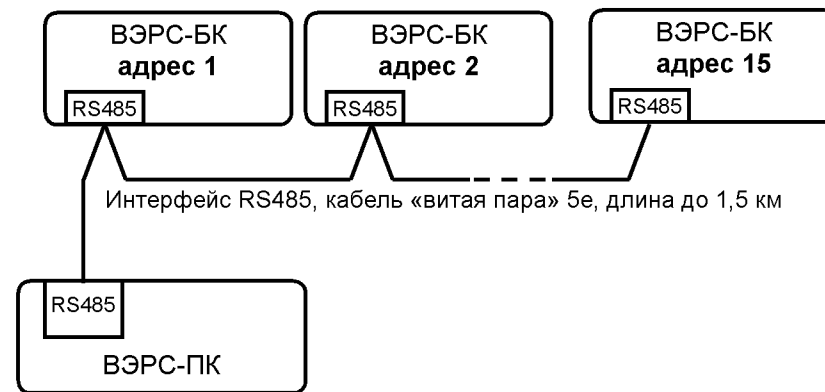 ВЭРС-БК
адрес 1
RS485
ВЭРС-БК
адрес 2
RS485
ВЭРС-БК
адрес 15
RS485
Интерфейс RS485, кабель «витая пара» 5е, длина до 1,5 км
RS485
ВЭРС-ПК